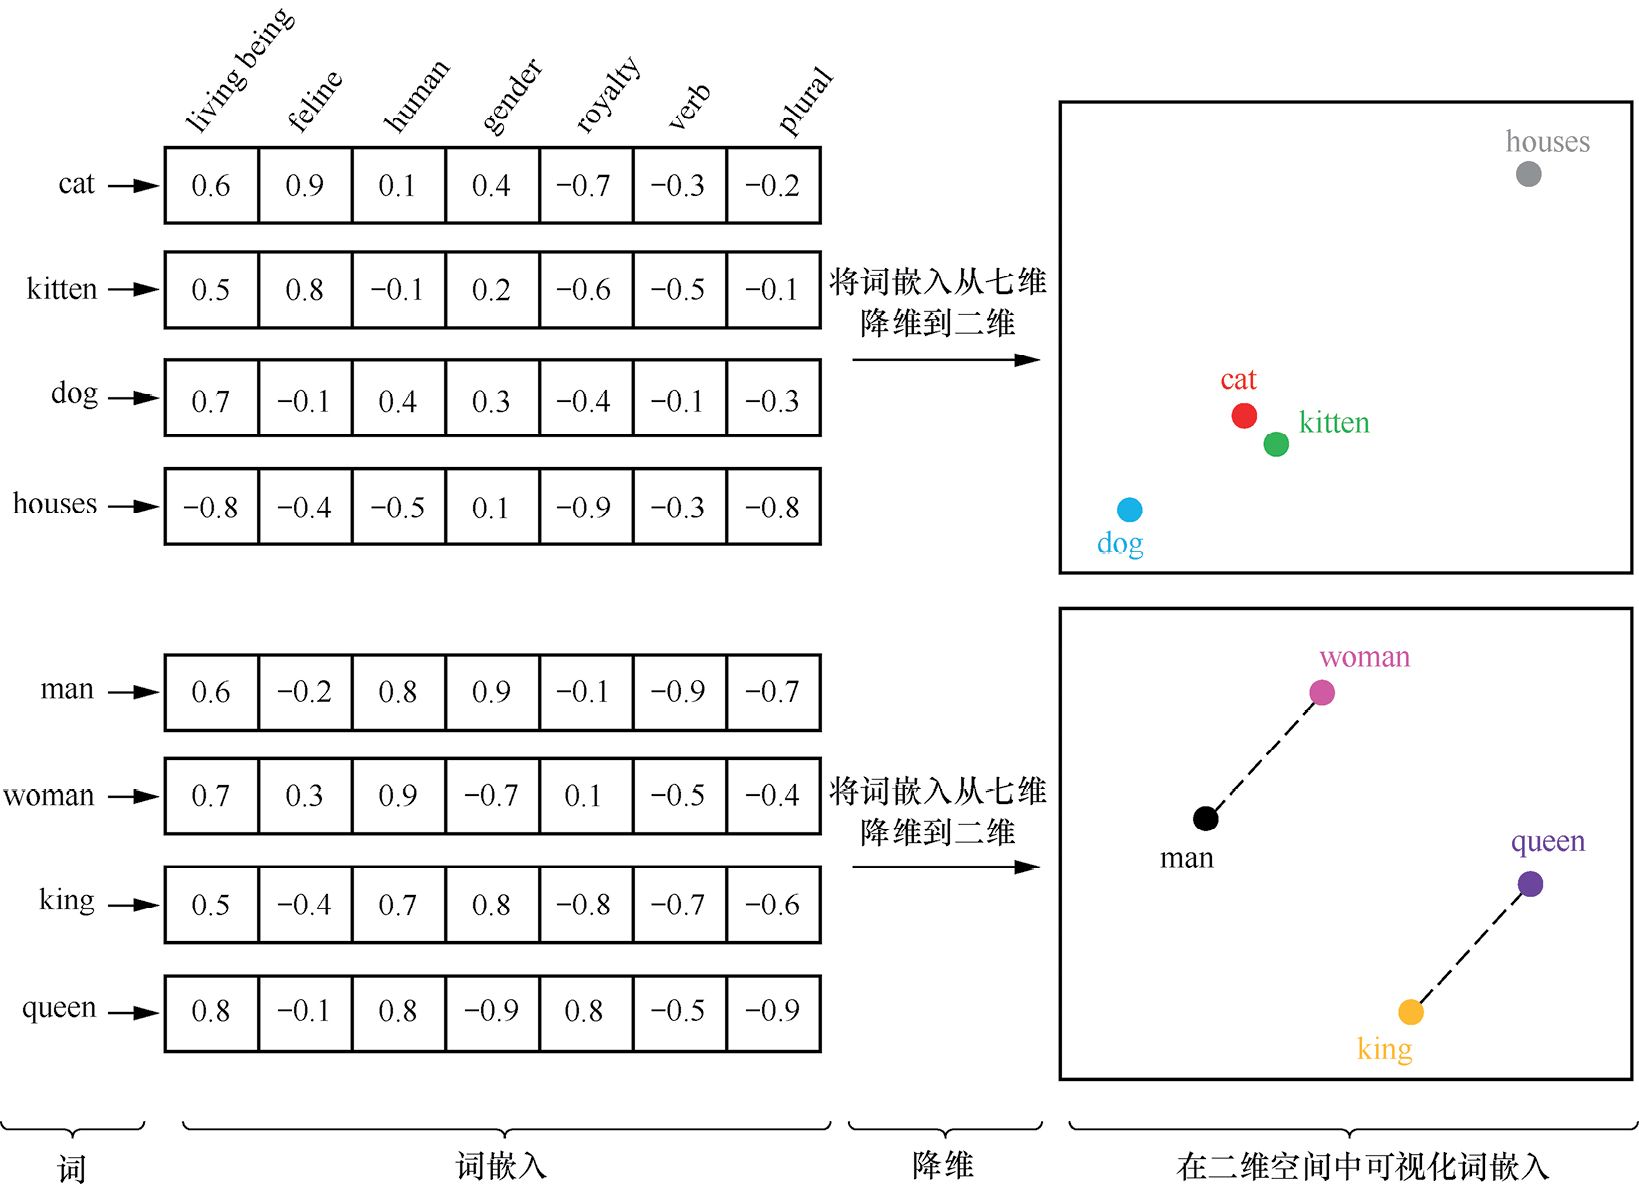 living being feline human gender royalty verb plural
cat 0.6 0.9 0.1 0.4 −0.7 −0.3 −0.2
kitten 0.5 0.8 −0.1 0.2 −0.6 −0.5 −0.1
dog 0.7 −0.1 0.4 0.3 −0.4 −0.1 −0.3
houses −0.8 −0.4 −0.5 0.1 −0.9 −0.3 −0.8
将词嵌入从七维
降维到二维
houses
cat
kitten
dog
man 0.6 −0.2 0.8 0.9 −0.1 −0.9 −0.7
woman 0.7 0.3 0.9 −0.7 0.1 −0.5 −0.4
king 0.5 −0.4 0.7 0.8 −0.8 −0.7 −0.6
queen 0.8 −0.1 0.8 −0.9 0.8 −0.5 −0.9
将词嵌入从七维
降维到二维
woman
man
queen
king
词 词嵌入 降维 在二维空间中可视化词嵌入